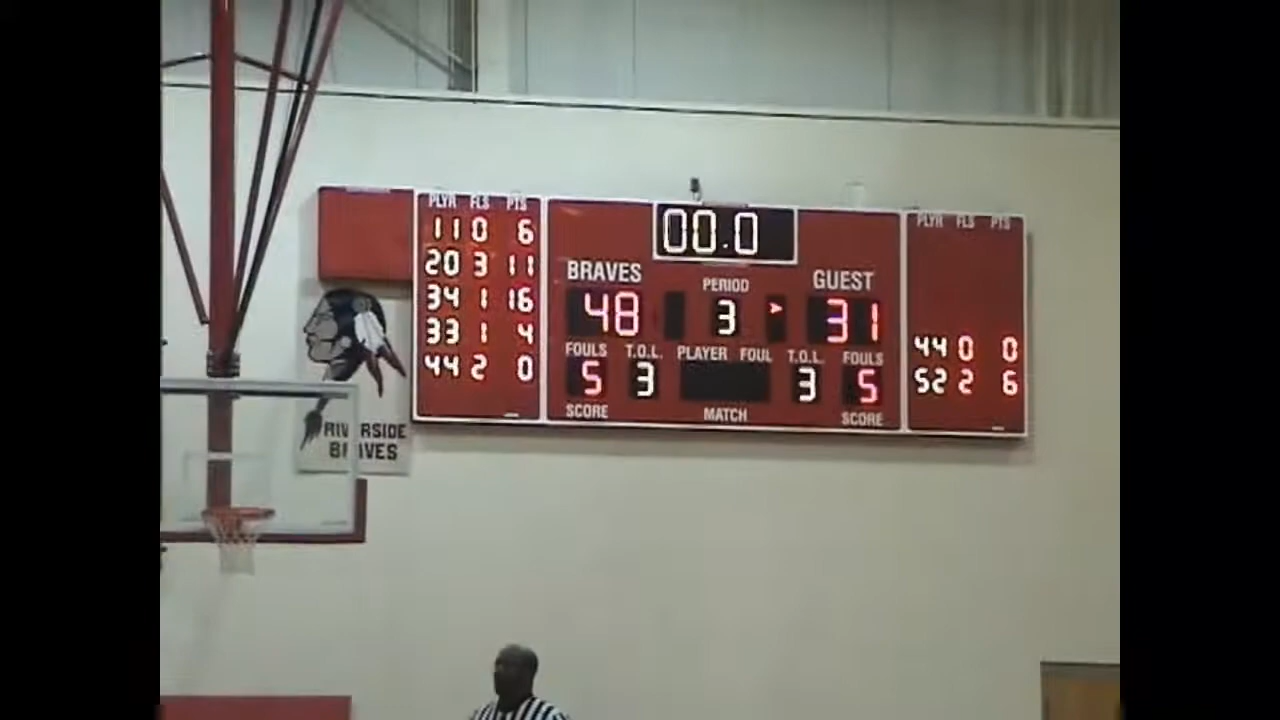 PLYR FLS PTS
11 0 6
20 3 11
34 1 16
33 1 4
44 2 0
00.0
BRAVES PERIOD GUEST
48 3 31
FOULS T.O.L. PLAYER FOUL T.O.L. FOULS
5 3 3 5
SCORE MATCH SCORE
PLYR FLS PTS
44 0 0
52 2 6
RIVERSIDE
BRAVES